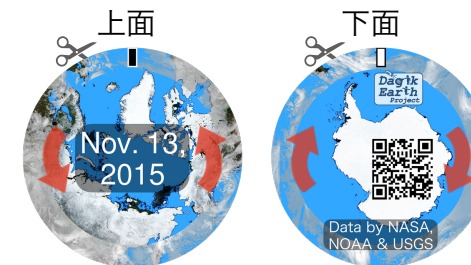 上面
下面
Nov. 13,
2015
Dagik
Earth
Project
Data by NASA,
NOAA & USGS